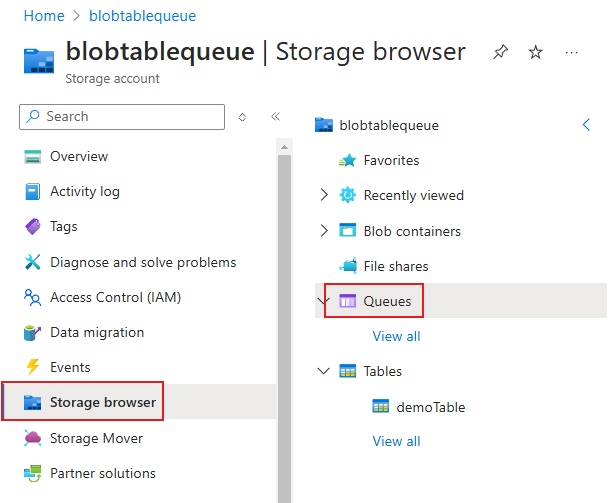 Home > blobtablequeue
blobtablequeue | Storage browser
Storage account
Search
Overview
Activity log
Tags
Diagnose and solve problems
Access Control (IAM)
Data migration
Events
Storage browser
Storage Mover
Partner solutions
blobtablequeue
Favorites
Recently viewed
Blob containers
File shares
Queues
View all
Tables
demoTable
View all